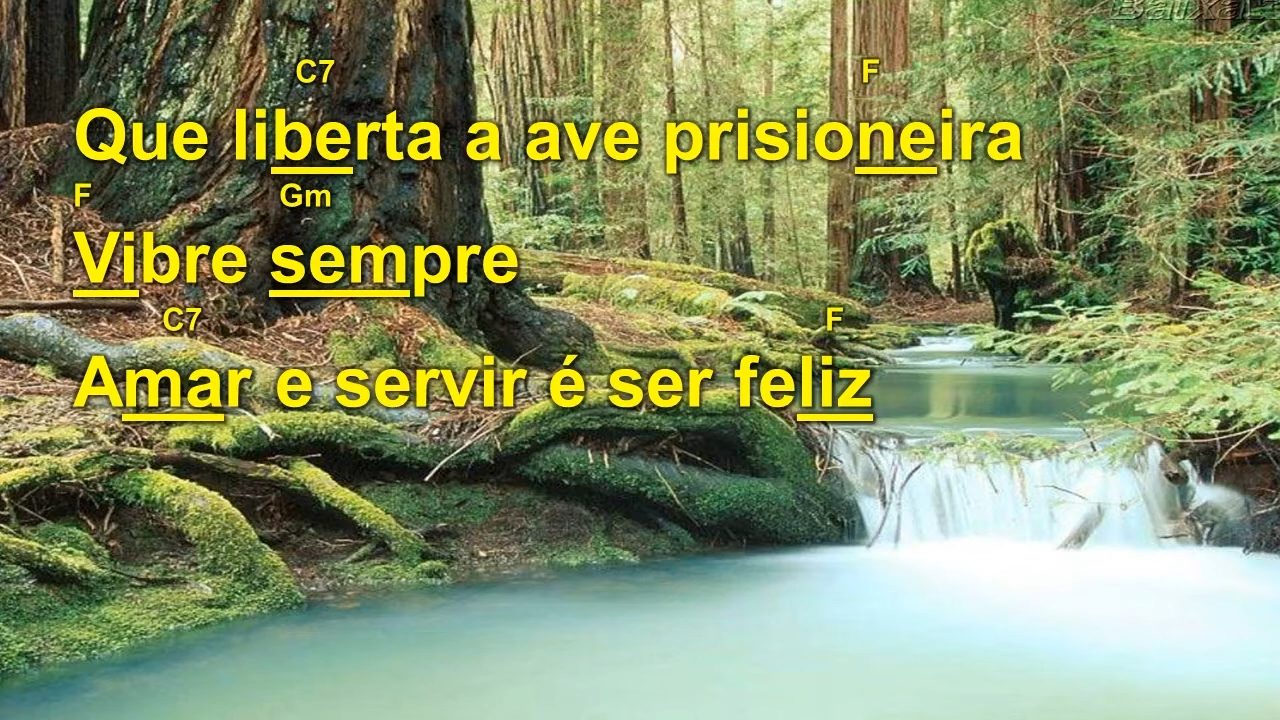 C7 F
Que liberta a ave prisioneira
F Gm
Vibre sempre
C7 F
Amar e servir é ser feliz